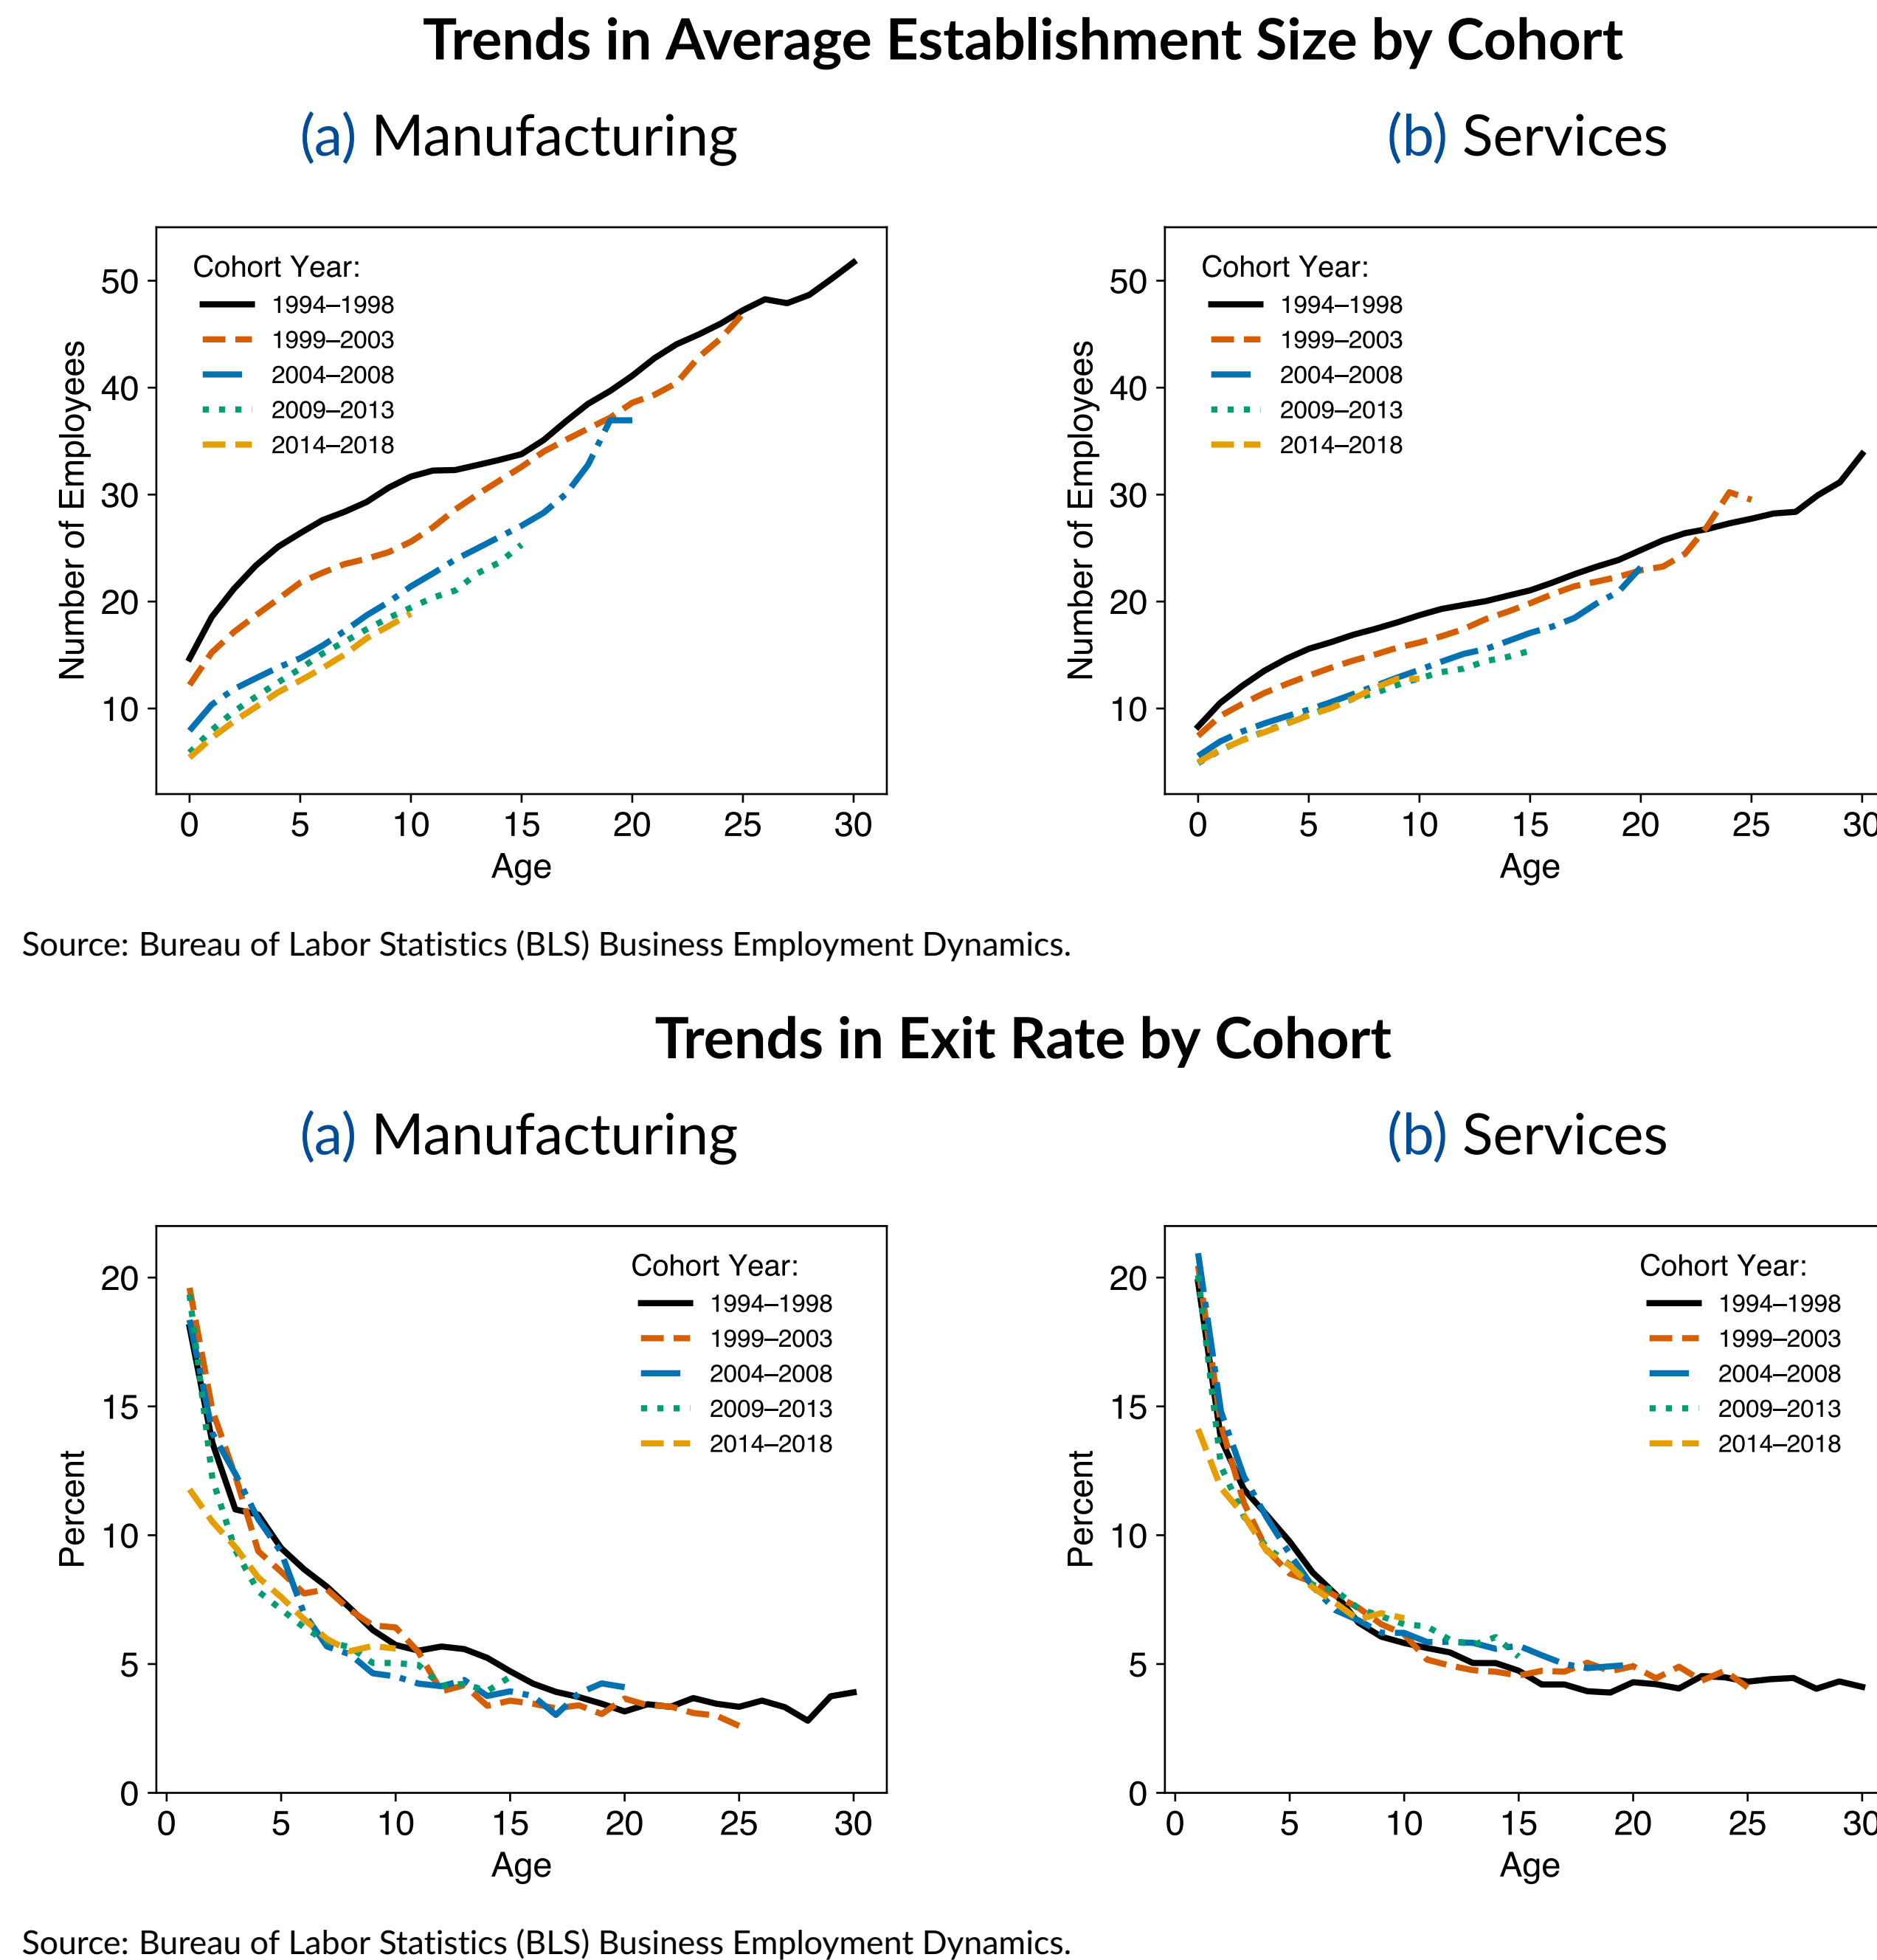 Trends in Average Establishment Size by Cohort
(a) Manufacturing
(b) Services
Number of Employees
50
40
30
20
10
Cohort Year:
1994–1998
1999–2003
2004–2008
2009–2013
2014–2018
0 5 10 15 20 25 30
Age
Number of Employees
50
40
30
20
10
Cohort Year:
1994–1998
1999–2003
2004–2008
2009–2013
2014–2018
0 5 10 15 20 25 30
Age
Source: Bureau of Labor Statistics (BLS) Business Employment Dynamics.
Trends in Exit Rate by Cohort
(a) Manufacturing
(b) Services
Percent
20
15
10
5
0
Cohort Year:
1994–1998
1999–2003
2004–2008
2009–2013
2014–2018
0 5 10 15 20 25 30
Age
Percent
20
15
10
5
0
Cohort Year:
1994–1998
1999–2003
2004–2008
2009–2013
2014–2018
0 5 10 15 20 25 30
Age
Source: Bureau of Labor Statistics (BLS) Business Employment Dynamics.